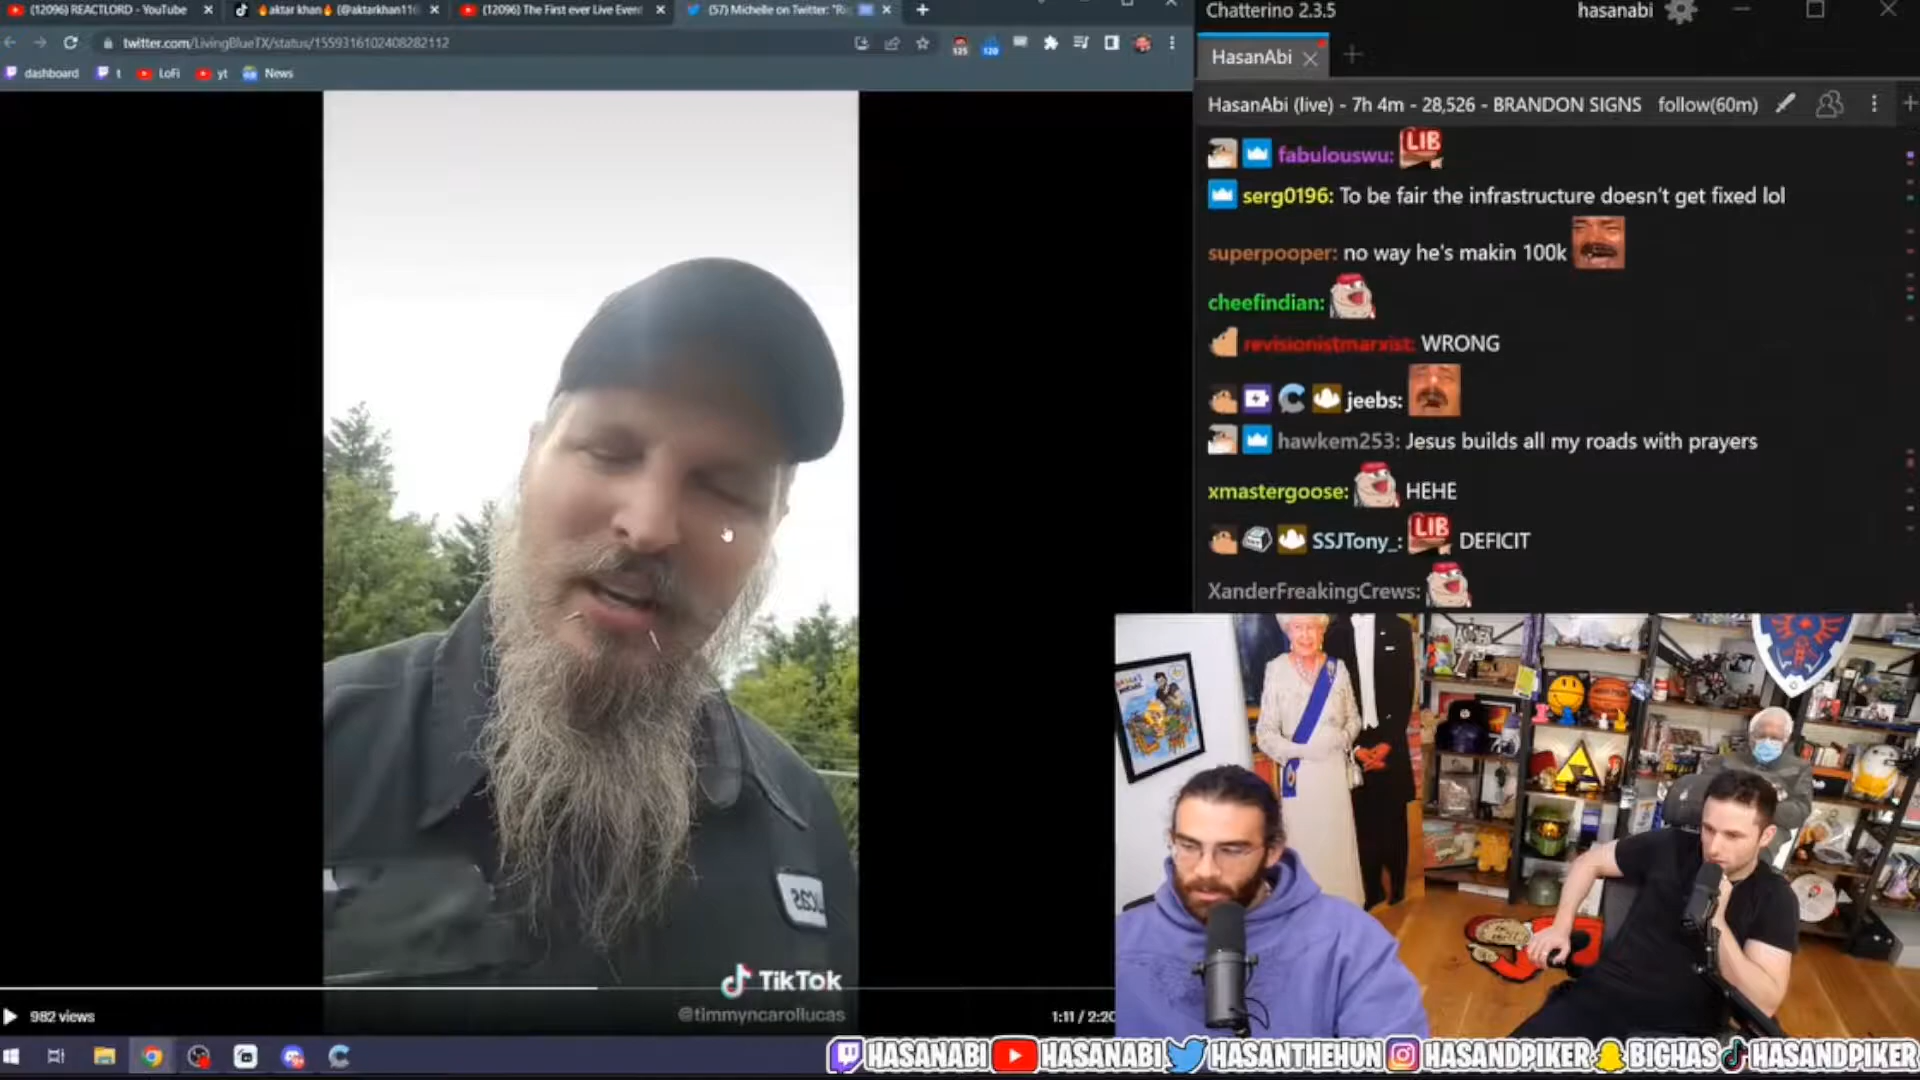 (12096) REACTLORD - YouTube
aktar khan (@aktarkhan116
(12096) The First ever Live Even
(57) Michelle on Twitter: "Re
twitter.com/LivingBlueTX/status/1559316102408282112
125
120
dashboard
t
LoFi
yt
News
Chatterino 2.3.5
hasanabi
HasanAbi
HasanAbi (live) - 7h 4m - 28,526 - BRANDON SIGNS follow(60m)
fabulouswu: LIB
serg0196: To be fair the infrastructure doesn't get fixed lol
superpooper: no way he's makin 100k
cheefindian:
revisionistmarxist: WRONG
jeebs:
hawkem253: Jesus builds all my roads with prayers
xmastergoose: HEHE
SSJTony_: LIB DEFICIT
XanderFreakingCrews:
TikTok
@timmyncarollucas
982 views
1:11 / 2:20
HASANABI HASANABI HASANTHEHUN HASANDPIKER BIGHAS HASANDPIKER